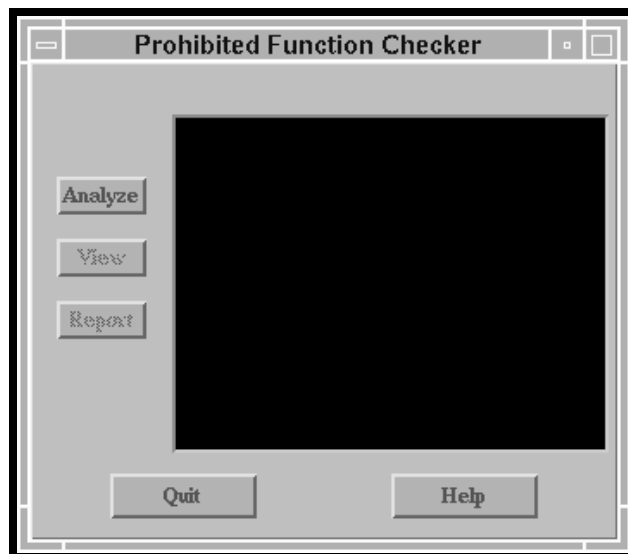 Prohibited Function Checker
Analyze
View
Report
Quit
Help